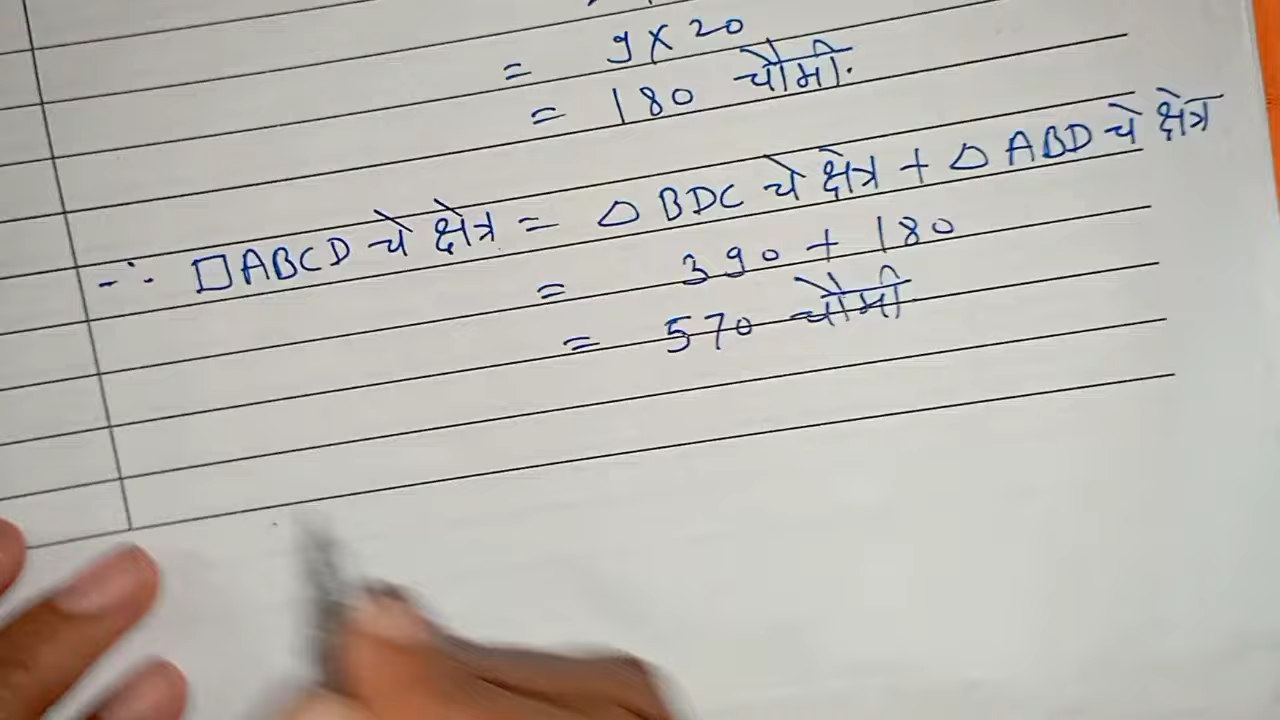 = 9 × 20
= 180 चौमी.
∴ □ABCD चे क्षेत्र = △ BDC चे क्षेत्र + △ ABD चे क्षेत्र
= 390 + 180
= 570 चौमी